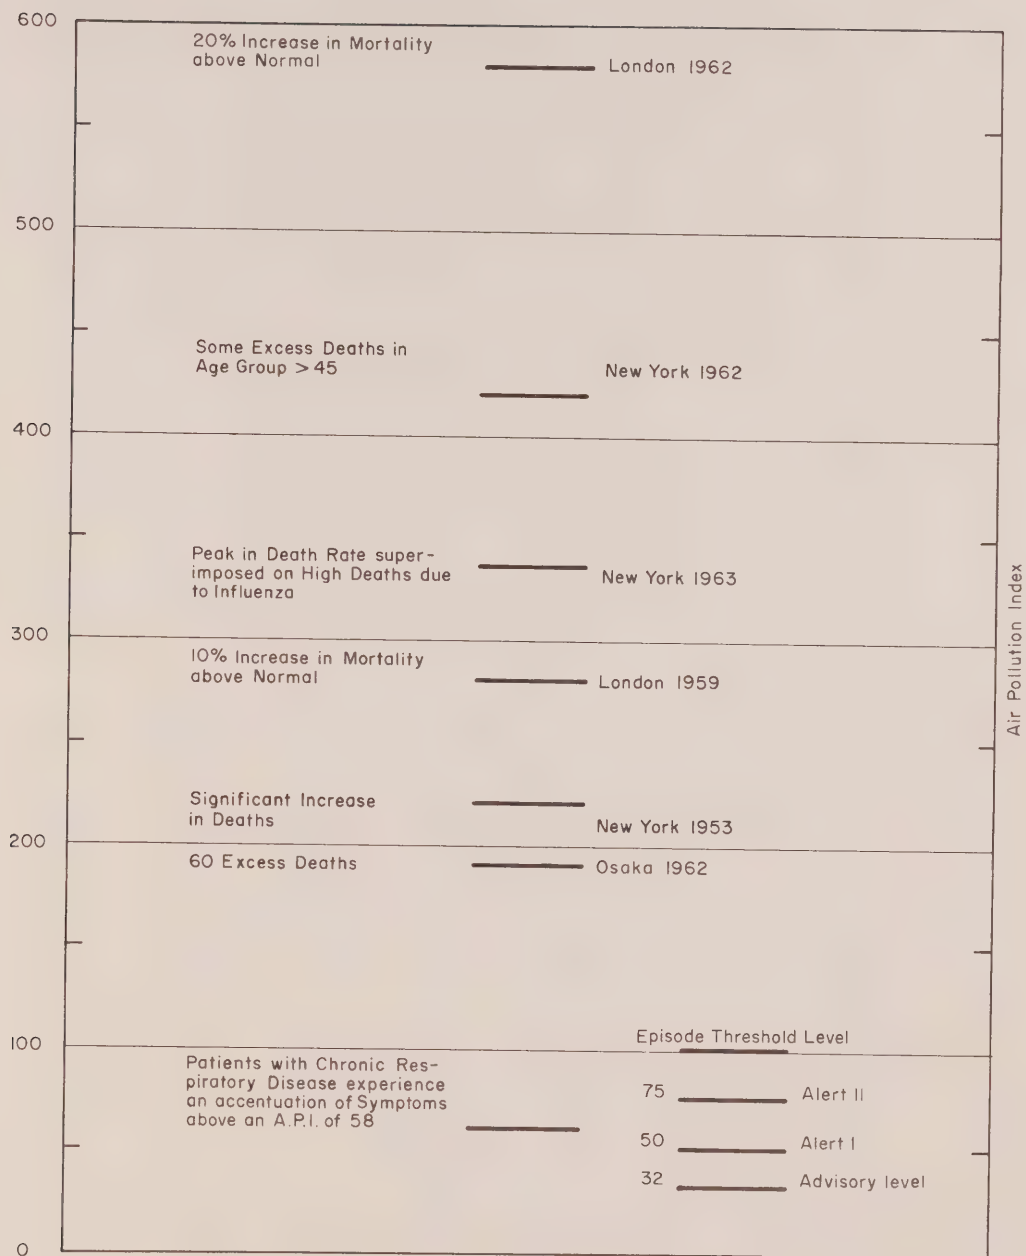 600
20% Increase in Mortality
above Normal
London 1962
500
Some Excess Deaths in
Age Group > 45
New York 1962
400
Peak in Death Rate super-
imposed on High Deaths due
to Influenza
New York 1963
Air Pollution Index
300
10% Increase in Mortality
above Normal
London 1959
Significant Increase
in Deaths
New York 1953
200
60 Excess Deaths
Osaka 1962
Episode Threshold Level
100
Patients with Chronic Res-
piratory Disease experience
an accentuation of Symptoms
above an A.P.I. of 58
75 Alert II
50 Alert I
32 Advisory level
0